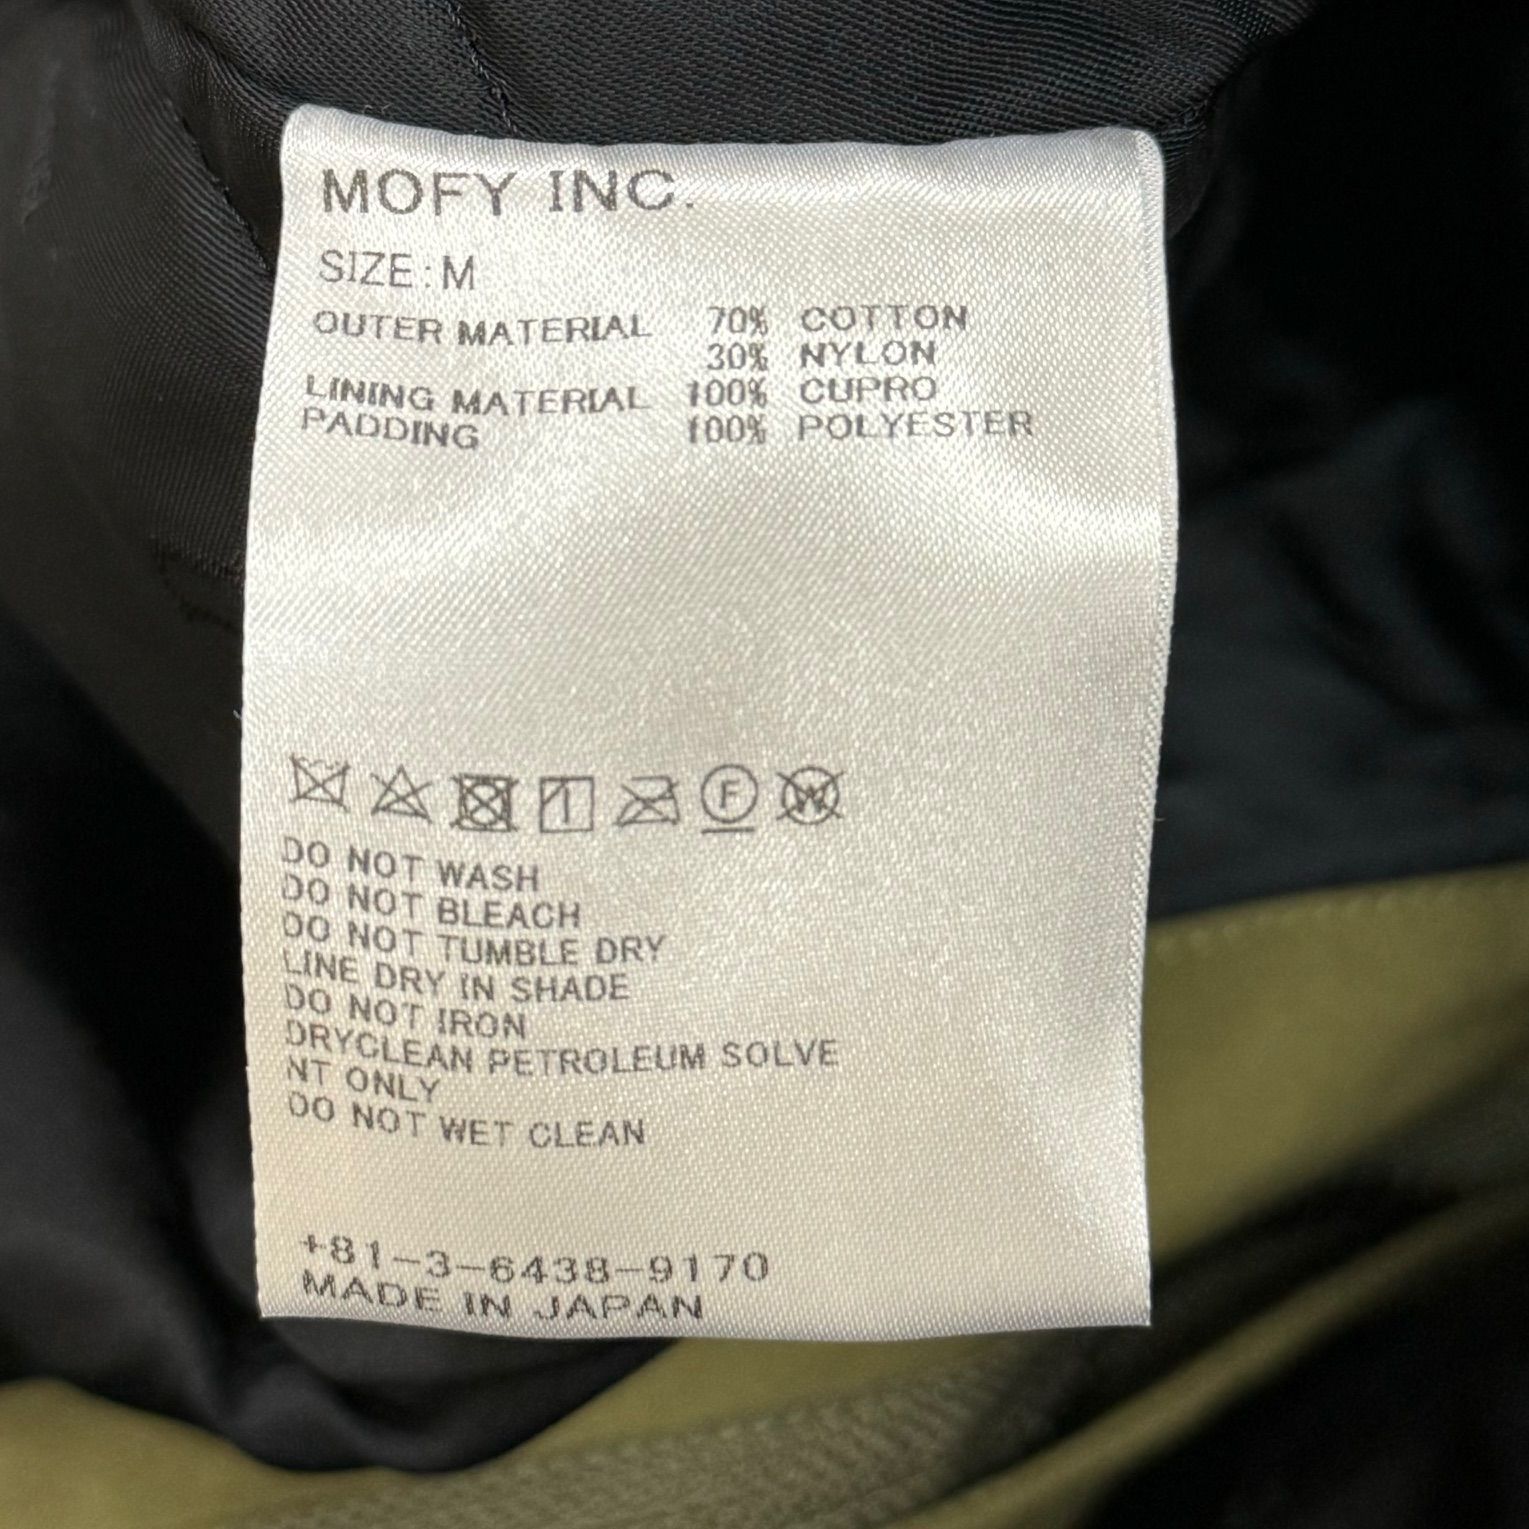 MOFY INC.
SIZE:M
OUTER MATERIAL 70% COTTON
30% NYLON
LINING MATERIAL 100% CUPRO
PADDING 100% POLYESTER
F W
DO NOT WASH
DO NOT BLEACH
DO NOT TUMBLE DRY
LINE DRY IN SHADE
DO NOT IRON
DRYCLEAN PETROLEUM SOLVE
NT ONLY
DO NOT WET CLEAN
+81-3-6438-9170
MADE IN JAPAN